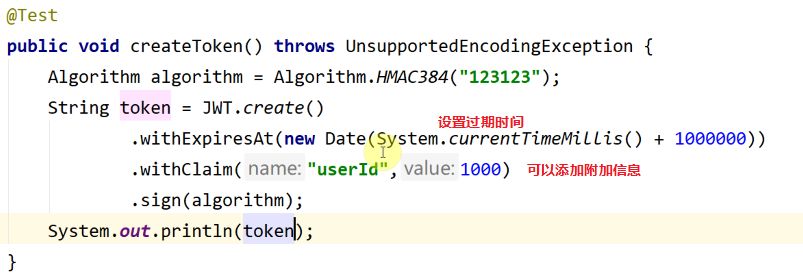 @Test
public void createToken() throws UnsupportedEncodingException {
Algorithm algorithm = Algorithm.HMAC384("123123");
String token = JWT.create()
设置过期时间
.withExpiresAt(new Date(System.currentTimeMillis() + 1000000))
.withClaim( name: "userId", value: 1000) 可以添加附加信息
.sign(algorithm);
System.out.println(token);
}